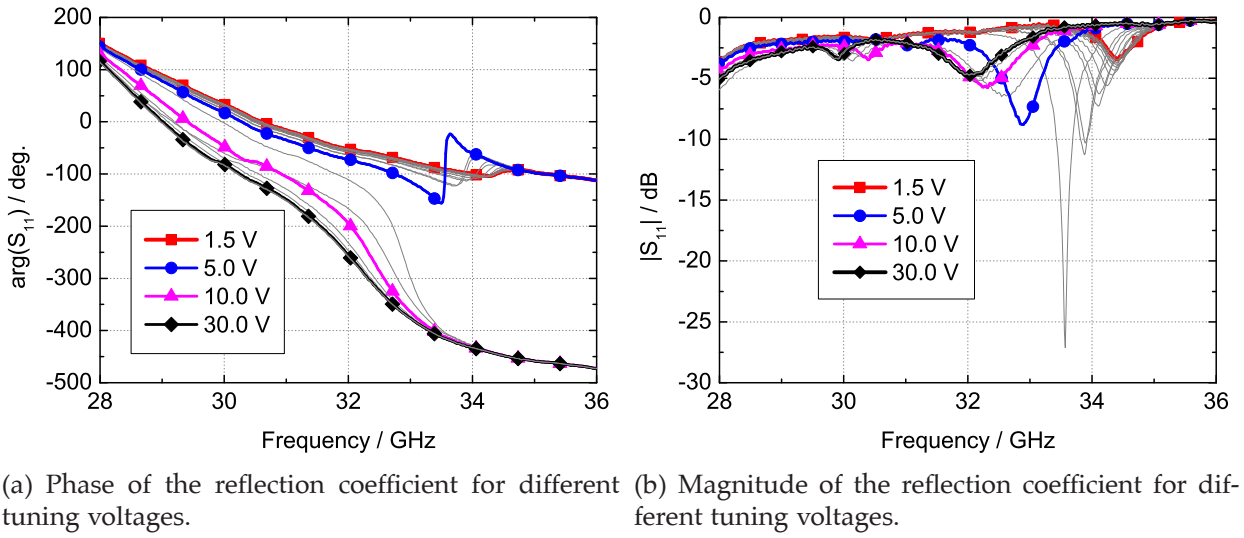 200
100
0
-100
-200
-300
-400
-500
arg(S11) / deg.
1.5 V
5.0 V
10.0 V
30.0 V
28 30 32 34 36
Frequency / GHz
0
-5
-10
-15
-20
-25
-30
|S11| / dB
1.5 V
5.0 V
10.0 V
30.0 V
28 30 32 34 36
Frequency / GHz
(a) Phase of the reflection coefficient for different
tuning voltages.
(b) Magnitude of the reflection coefficient for dif-
ferent tuning voltages.